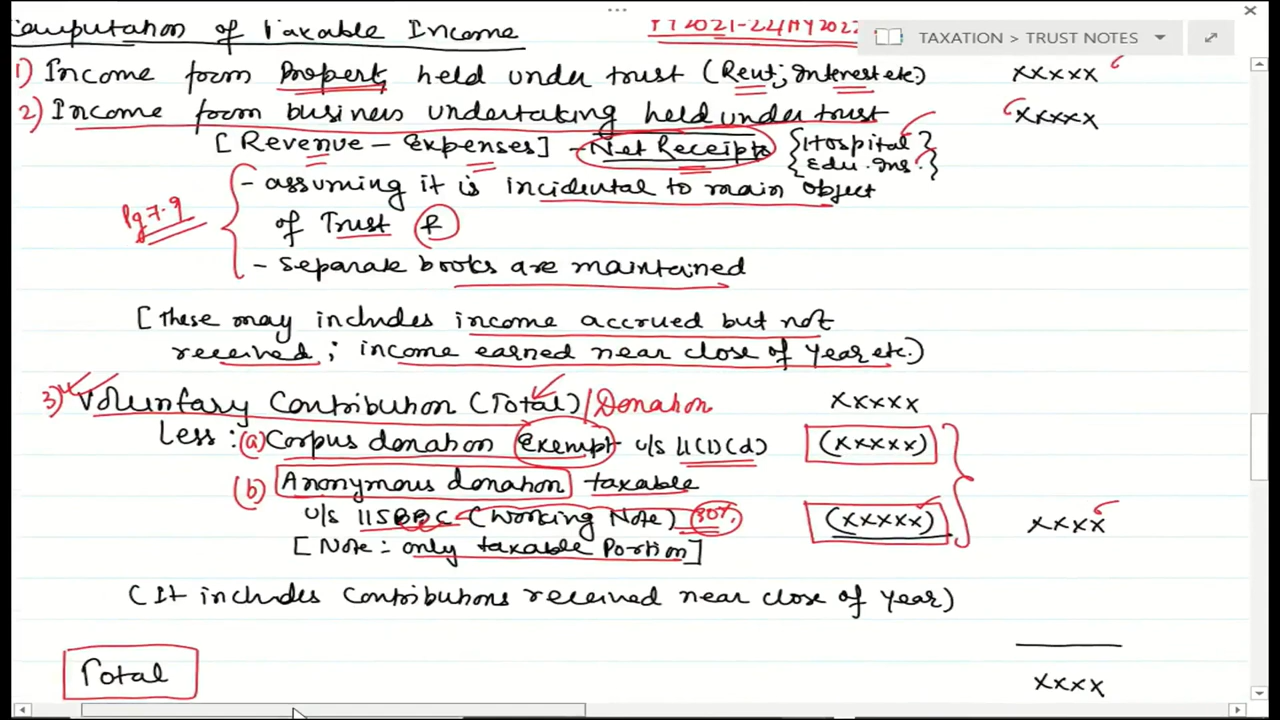 Computation of Taxable Income FY2021-22/AY2022
TAXATION > TRUST NOTES
1) Income from Property held under trust (Rent; Interest etc.) xxxxx
2) Income from business undertaking held under trust xxxxx
[Revenue - Expenses] - Net Receipts {Hospital}
{Edu. Ins.}
- assuming it is incidental to main object
of Trust &
Pg 7.9
- Separate books are maintained
[These may includes income accrued but not
received; income earned near close of year etc.)
3) Voluntary Contribution (Total) / Donation xxxxx
Less: (a) Corpus donation Exempt u/s 11(1)(d) (xxxxx)
(b) Anonymous donation taxable
u/s 115BBC (Working Note) 30% (xxxxx) xxxx
[Note: only taxable Portion]
(It includes Contributions received near close of year)
Total xxxx